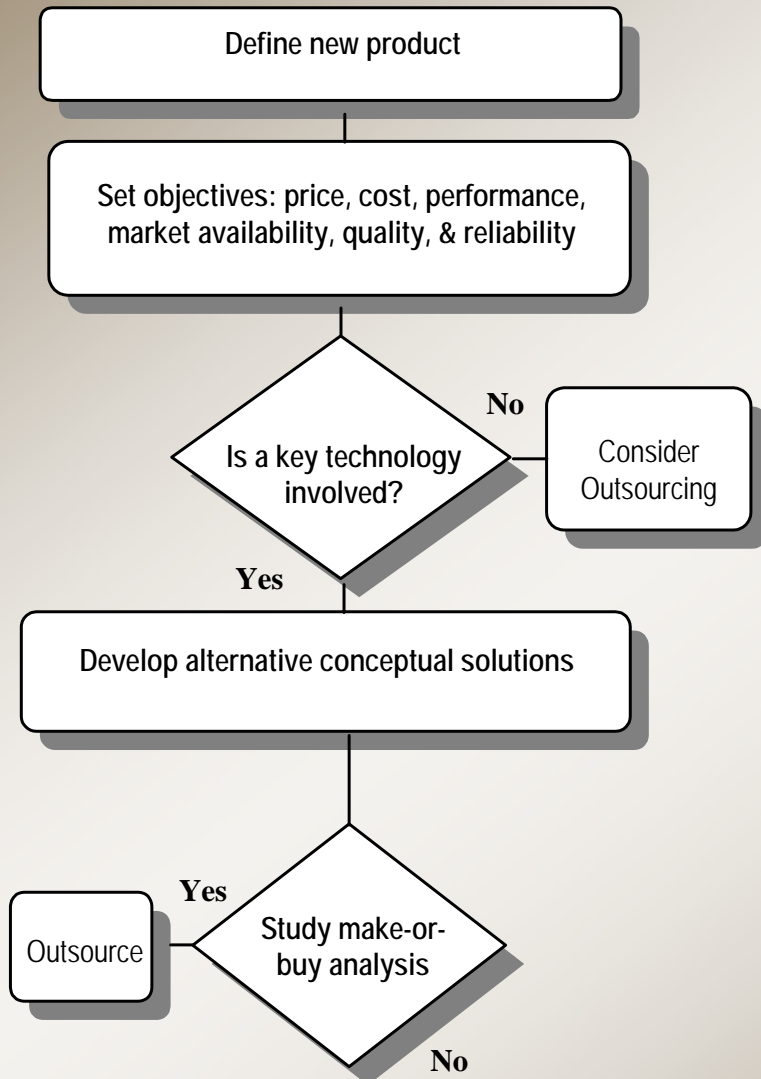 Define new product
Set objectives: price, cost, performance,
market availability, quality, & reliability
No
Is a key technology
involved?
Consider
Outsourcing
Yes
Develop alternative conceptual solutions
Yes
Study make-or-
buy analysis
Outsource
No